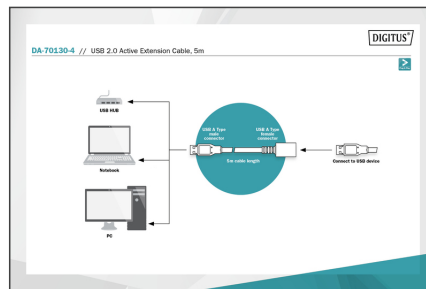 DIGITUS®
DA-70130-4 // USB 2.0 Active Extension Cable, 5m
USB HUB
USB A Type
male
connector
USB A Type
female
connector
5m cable length
Notebook
Connect to USB device
PC